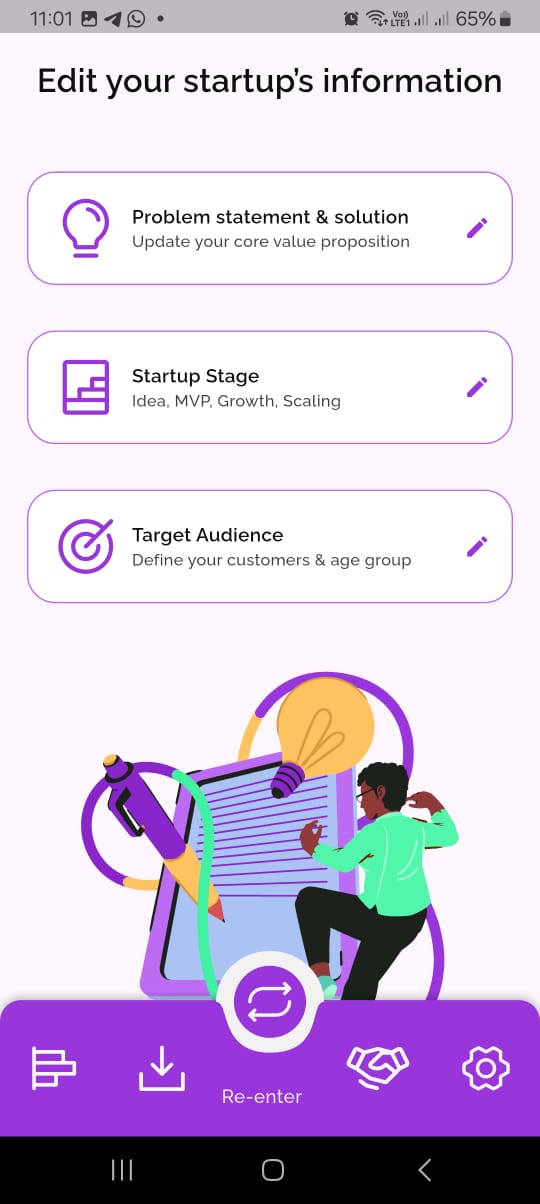 11:01
Vo))
LTE1
65%
Edit your startup's information
Problem statement & solution
Update your core value proposition
Startup Stage
Idea, MVP, Growth, Scaling
Target Audience
Define your customers & age group
Re-enter